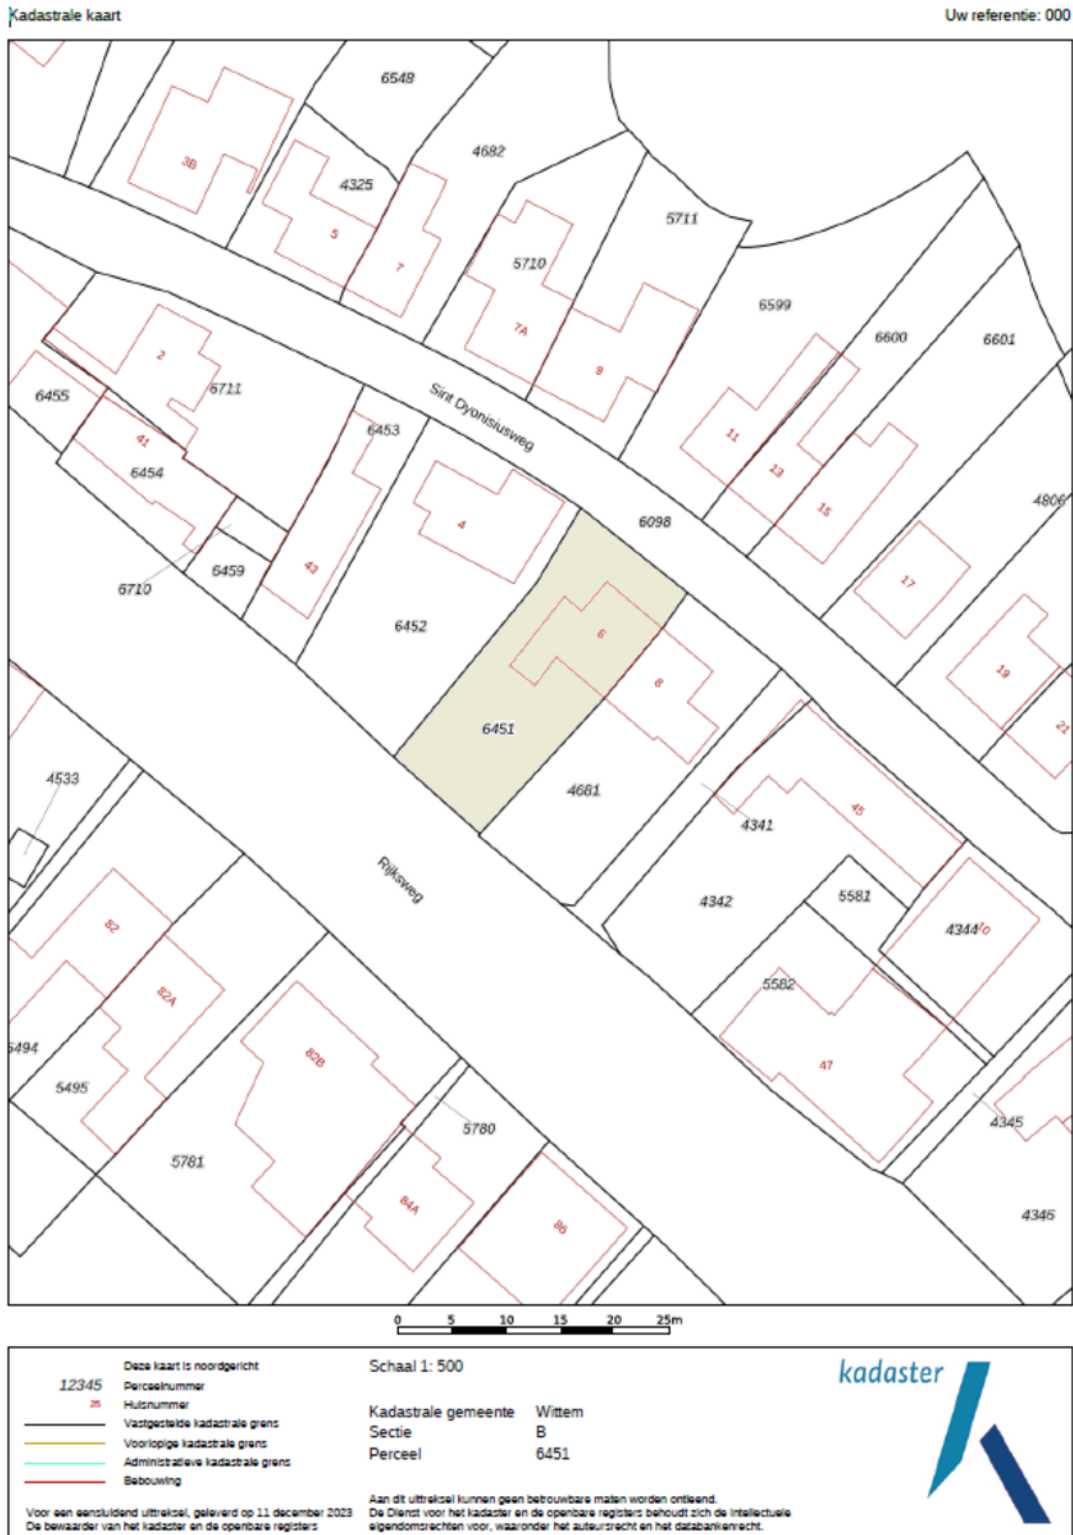 Kadastrale kaart
Uw referentie: 000
6548
4682
3B
4325
5
7
5711
5710
7A
9
6599
6600
6601
2
6711
6455
41
6454
6453
Sint Dyonisiusweg
11
13
15
4806
6098
4
43
6459
6710
6452
17
6
8
19
21
6451
4681
4533
4341
45
Rijksweg
4342
5581
4344
10
82
82A
5582
5494
5495
82B
47
5780
4345
5781
84A
86
4346
0 5 10 15 20 25m
Deze kaart is noordgericht
12345 Perceelnummer
25 Huisnummer
Vastgestelde kadastrale grens
Voorlopige kadastrale grens
Administratieve kadastrale grens
Bebouwing
Voor een eensluidend uittreksel, geleverd op 11 december 2023
De bewaarder van het kadaster en de openbare registers
Schaal 1: 500
Kadastrale gemeente Wittem
Sectie B
Perceel 6451
Aan dit uittreksel kunnen geen betrouwbare maten worden ontleend.
De Dienst voor het kadaster en de openbare registers behoudt zich de intellectuele
eigendomsrechten voor, waaronder het auteursrecht en het databankenrecht.
kadaster